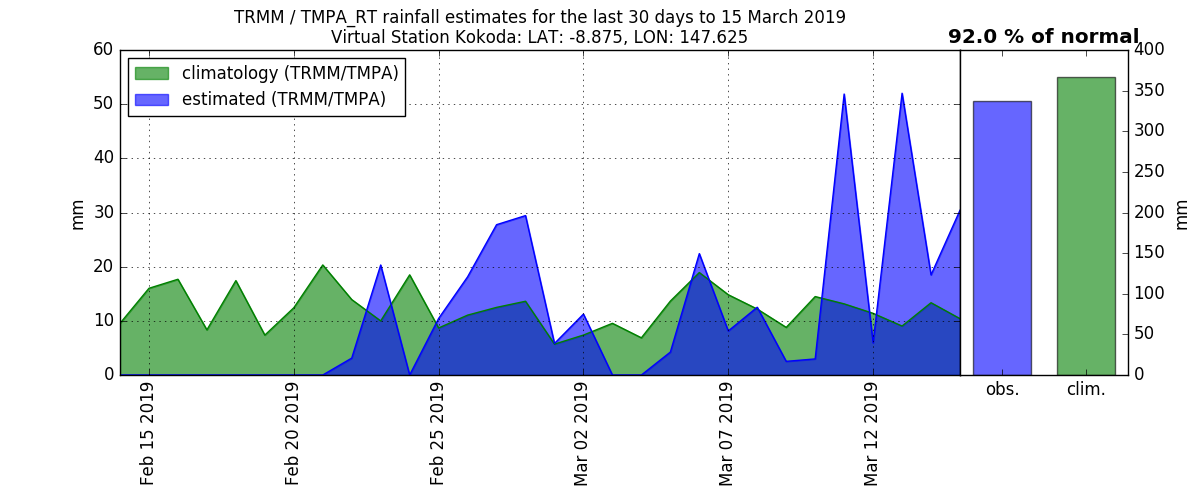 TRMM / TMPA_RT rainfall estimates for the last 30 days to 15 March 2019
Virtual Station Kokoda: LAT: -8.875, LON: 147.625
92.0 % of normal
climatology (TRMM/TMPA)
estimated (TRMM/TMPA)
60
50
40
30
20
10
0
mm
400
350
300
250
200
150
100
50
0
mm
Feb 15 2019
Feb 20 2019
Feb 25 2019
Mar 02 2019
Mar 07 2019
Mar 12 2019
obs.
clim.